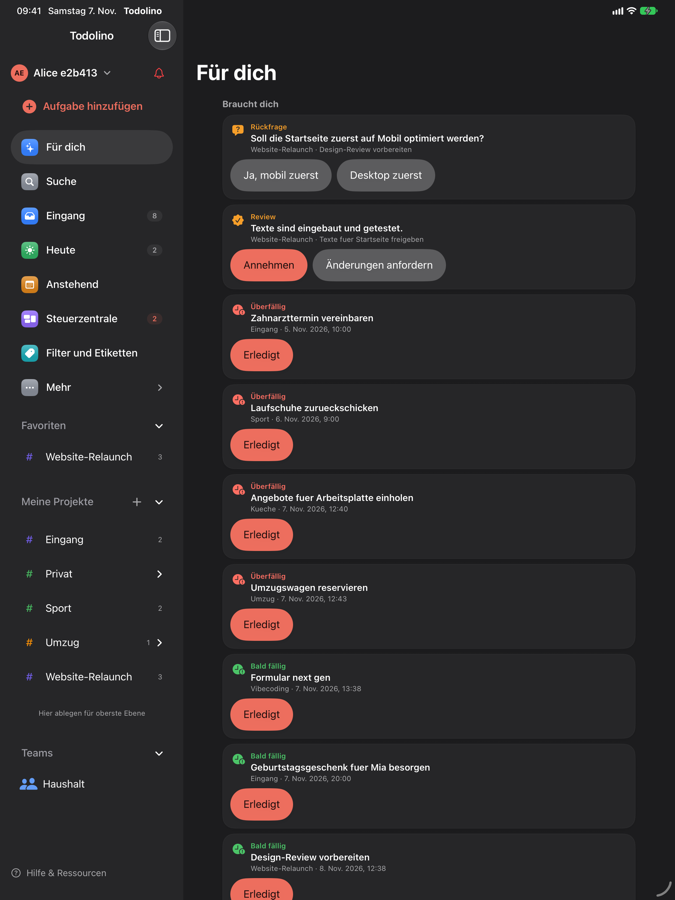 09:41 Samstag 7. Nov. Todolino
Todolino
AE Alice e2b413
Aufgabe hinzufügen
Für dich
Suche
Eingang 8
Heute 2
Anstehend
Steuerzentrale 2
Filter und Etiketten
Mehr
Favoriten
# Website-Relaunch 3
Meine Projekte
# Eingang 2
# Privat
# Sport 2
# Umzug 1
# Website-Relaunch 3
Hier ablegen für oberste Ebene
Teams
Haushalt
Hilfe & Ressourcen
Für dich
Braucht dich
Rückfrage
Soll die Startseite zuerst auf Mobil optimiert werden?
Website-Relaunch · Design-Review vorbereiten
Ja, mobil zuerst Desktop zuerst
Review
Texte sind eingebaut und getestet.
Website-Relaunch · Texte fuer Startseite freigeben
Annehmen Änderungen anfordern
Überfällig
Zahnarzttermin vereinbaren
Eingang · 5. Nov. 2026, 10:00
Erledigt
Überfällig
Laufschuhe zurueckschicken
Sport · 6. Nov. 2026, 9:00
Erledigt
Überfällig
Angebote fuer Arbeitsplatte einholen
Kueche · 7. Nov. 2026, 12:40
Erledigt
Überfällig
Umzugswagen reservieren
Umzug · 7. Nov. 2026, 12:43
Erledigt
Bald fällig
Formular next gen
Vibecoding · 7. Nov. 2026, 13:38
Erledigt
Bald fällig
Geburtstagsgeschenk fuer Mia besorgen
Eingang · 7. Nov. 2026, 20:00
Erledigt
Bald fällig
Design-Review vorbereiten
Website-Relaunch · 8. Nov. 2026, 12:38
Erledigt